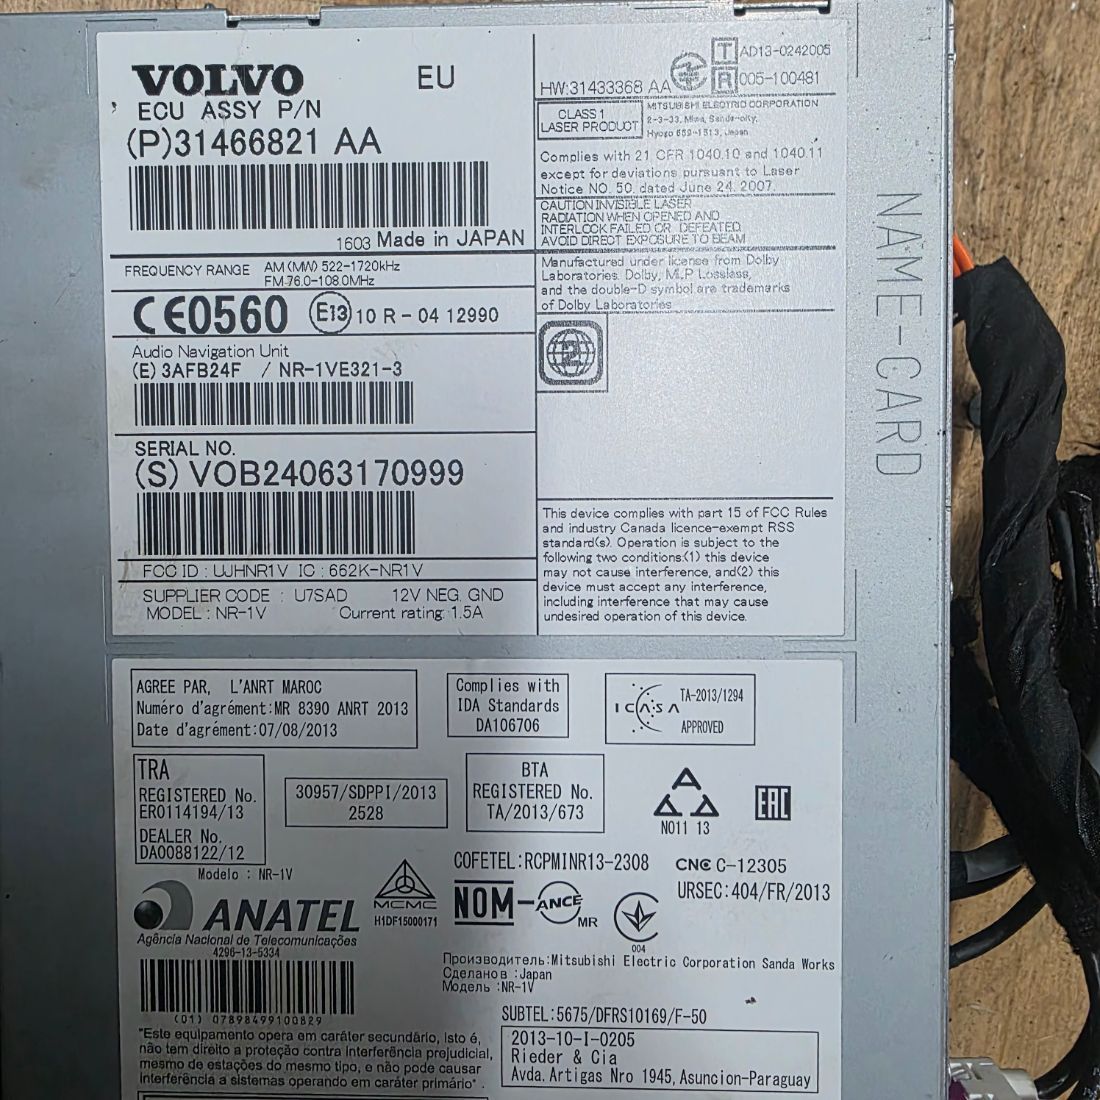 VOLVO
EU
ECU ASSY P/N
(P)31466821 AA
1603 Made in JAPAN
FREQUENCY RANGE AM (MW) 522-1720kHz
FM 76.0-108.0MHz
CE0560 E13 10 R - 04 12990
Audio Navigation Unit
(E) 3AFB24F / NR-1VE321-3
SERIAL NO.
(S) VOB24063170999
FCC ID : UJHNR1V IC : 662K-NR1V
SUPPLIER CODE : U7SAD 12V NEG. GND
MODEL : NR-1V Current rating: 1.5A
HW:31433368 AA
T AD13-0242005
R 005-100481
CLASS 1
LASER PRODUCT
MITSUBISHI ELECTRIC CORPORATION
2-3-33, Miwa, Sanda-city,
Hyogo 669-1513, Japan
Complies with 21 CFR 1040.10 and 1040.11
except for deviations pursuant to Laser
Notice NO. 50, dated June 24, 2007.
CAUTION INVISIBLE LASER
RADIATION WHEN OPENED AND
INTERLOCK FAILED OR DEFEATED.
AVOID DIRECT EXPOSURE TO BEAM
Manufactured under license from Dolby
Laboratories. Dolby, MLP Lossless,
and the double-D symbol are trademarks
of Dolby Laboratories
2
This device complies with part 15 of FCC Rules
and industry Canada licence-exempt RSS
standard(s). Operation is subject to the
following two conditions:(1) this device
may not cause interference, and(2) this
device must accept any interference,
including interference that may cause
undesired operation of this device.
NAME-CARD
AGREE PAR, L'ANRT MAROC
Numéro d'agrément:MR 8390 ANRT 2013
Date d'agrément:07/08/2013
Complies with
IDA Standards
DA106706
ICASA TA-2013/1294
APPROVED
TRA
REGISTERED No.
ER0114194/13
DEALER No.
DA0088122/12
30957/SDPPI/2013
2528
BTA
REGISTERED No.
TA/2013/673
N011 13
EAC
Modelo : NR-1V
ANATEL
Agência Nacional de Telecomunicações
4296-13-5334
(01) 07898499100829
MCMC
H1DF15000171
COFETEL:RCPMINR13-2308 CNC C-12305
URSEC:404/FR/2013
NOM-ANCE MR
004
Производитель:Mitsubishi Electric Corporation Sanda Works
Сделанов :Japan
Модель :NR-1V
SUBTEL:5675/DFRS10169/F-50
2013-10-I-0205
Rieder & Cia
Avda.Artigas Nro 1945,Asuncion-Paraguay
"Este equipamento opera em caráter secundário, isto é,
não tem direito a proteção contra interferência prejudicial,
mesmo de estações do mesmo tipo, e não pode causar
interferência a sistemas operando em caráter primário".